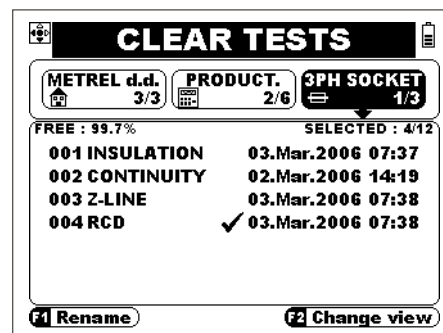 CLEAR TESTS
METREL d.d. PRODUCT. 3PH SOCKET
3/3 2/6 1/3
FREE : 99.7% SELECTED : 4/12
001 INSULATION 03.Mar.2006 07:37
002 CONTINUITY 02.Mar.2006 14:19
003 Z-LINE 03.Mar.2006 07:38
004 RCD ✓ 03.Mar.2006 07:38
F1 Rename F2 Change view